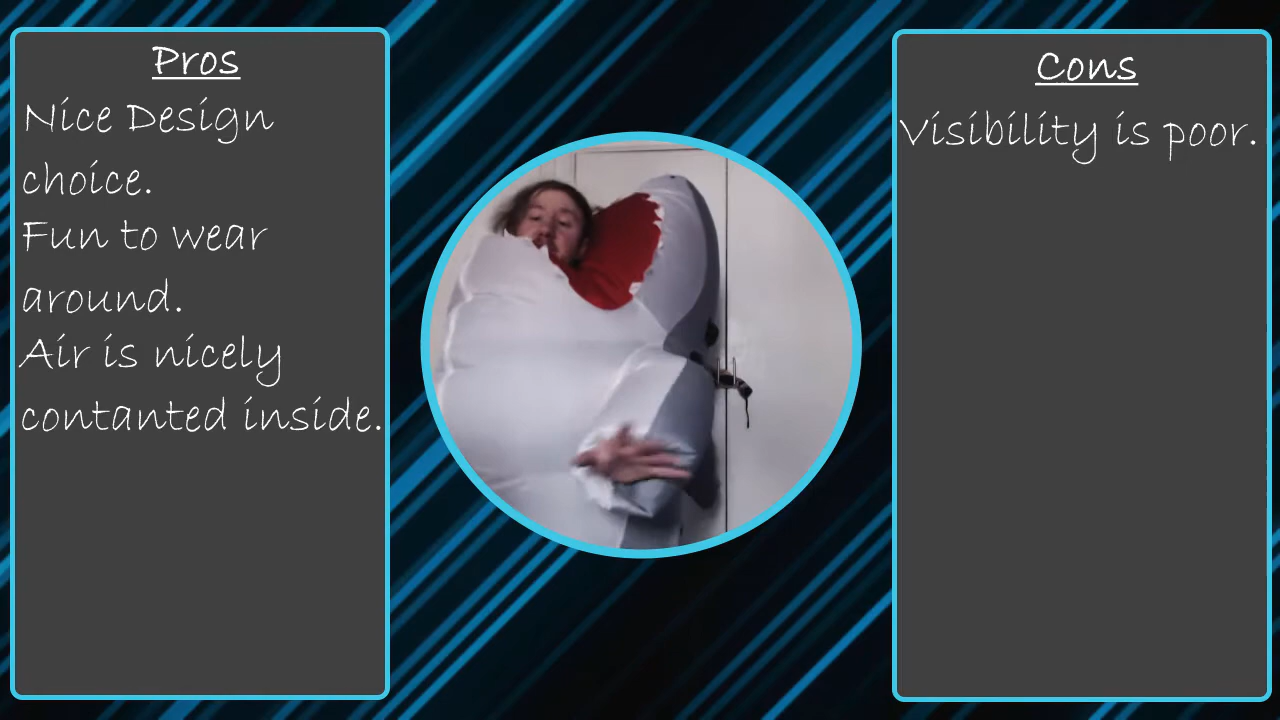 Pros
Nice Design
choice.
Fun to wear
around.
Air is nicely
contanted inside.
Cons
Visibility is poor.